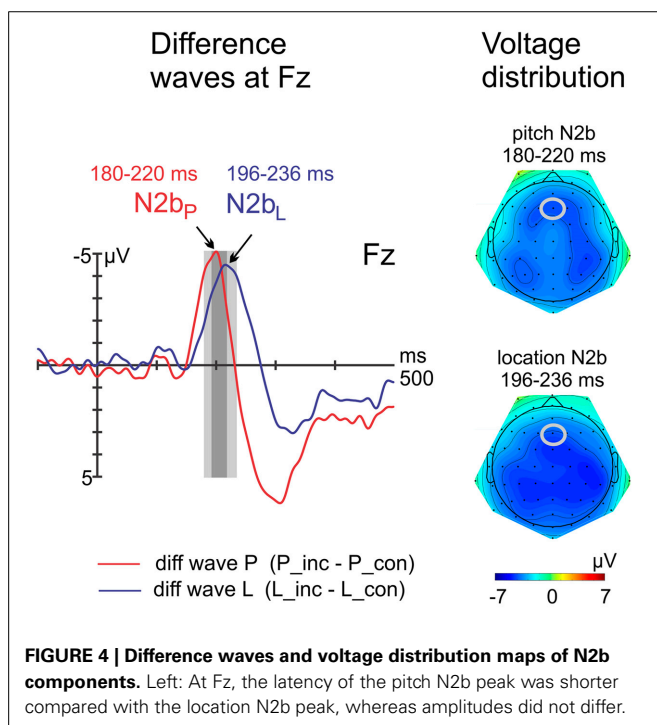 Difference
waves at Fz
Voltage
distribution
180-220 ms
N2bP
196-236 ms
N2bL
Fz
-5
μV
ms
500
5
diff wave P (P_inc - P_con)
diff wave L (L_inc - L_con)
pitch N2b
180-220 ms
location N2b
196-236 ms
μV
-7 0 7
FIGURE 4 | Difference waves and voltage distribution maps of N2b
components. Left: At Fz, the latency of the pitch N2b peak was shorter
compared with the location N2b peak, whereas amplitudes did not differ.